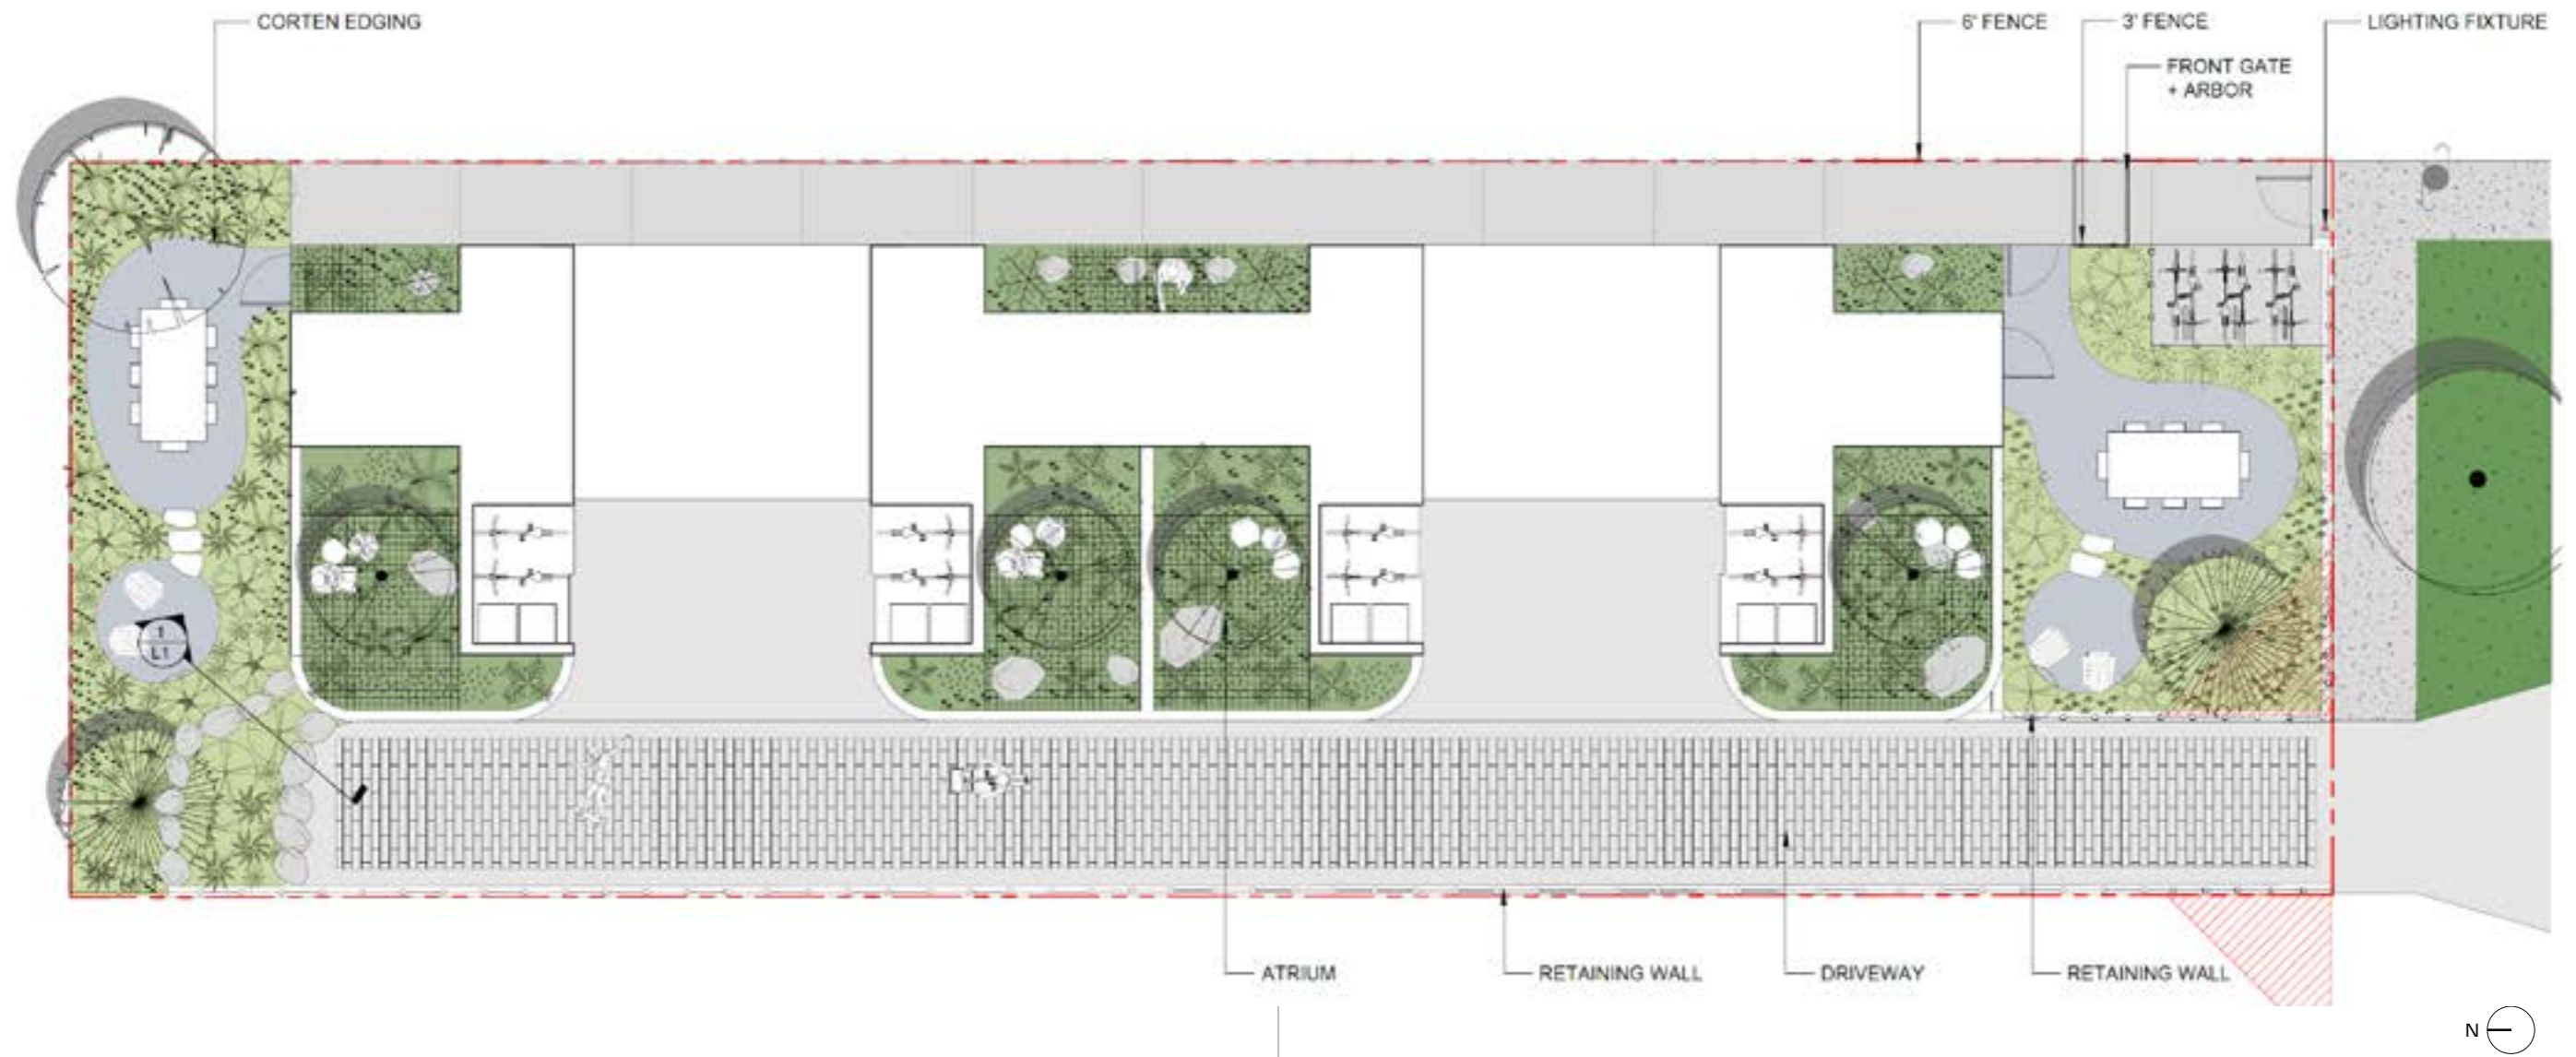 CORTEN EDGING
6' FENCE
3' FENCE
LIGHTING FIXTURE
FRONT GATE
+ ARBOR
1
L1
ATRIUM
RETAINING WALL
DRIVEWAY
RETAINING WALL
N